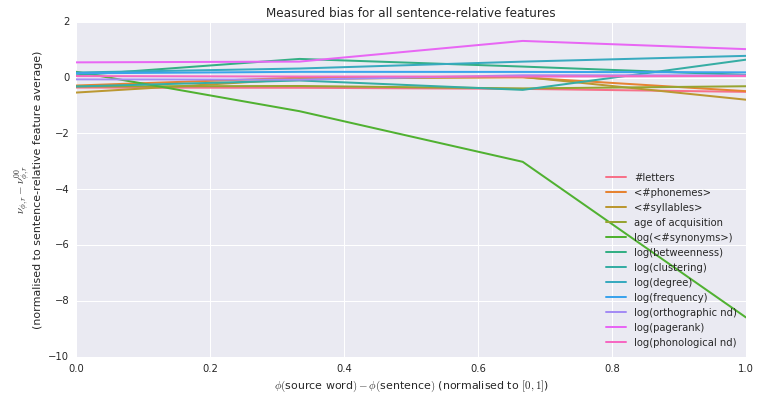 Measured bias for all sentence-relative features
2
0
−2
−4
−6
−8
−10
0.0
0.2
0.4
0.6
0.8
1.0
ν_{ϕ,r} − ν_{ϕ,r}^{00}
(normalised to sentence-relative feature average)
ϕ(source word) − ϕ(sentence) (normalised to [0, 1])
#letters
<#phonemes>
<#syllables>
age of acquisition
log(<#synonyms>)
log(betweenness)
log(clustering)
log(degree)
log(frequency)
log(orthographic nd)
log(pagerank)
log(phonological nd)